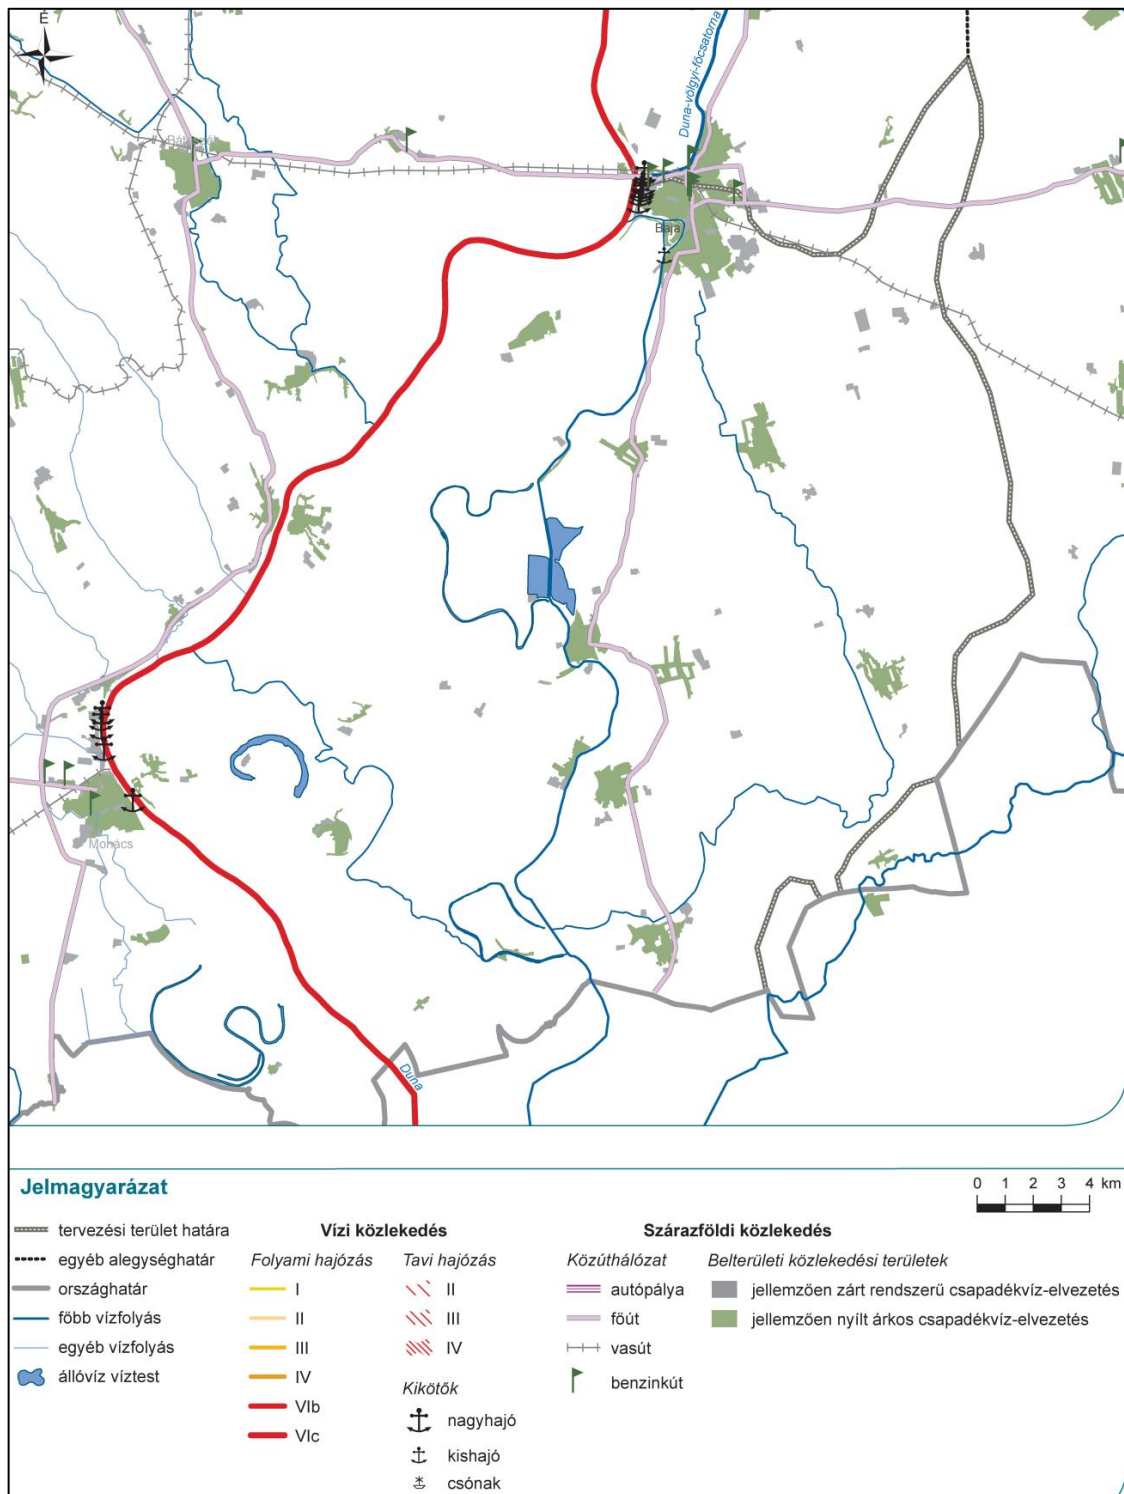 É
Duna-völgyi-főcsatorna
Baja
Mohács
Duna
Jelmagyarázat
0 1 2 3 4 km
tervezési terület határa
egyéb alegységhatár
országhatár
főbb vízfolyás
egyéb vízfolyás
állóvíz víztest
Vízi közlekedés
Folyami hajózás
I
II
III
IV
VIb
VIc
Tavi hajózás
II
III
IV
Kikötők
nagyhajó
kishajó
csónak
Szárazföldi közlekedés
Közúthálózat
autópálya
főút
vasút
benzinkút
Belterületi közlekedési területek
jellemzően zárt rendszerű csapadékvíz-elvezetés
jellemzően nyílt árkos csapadékvíz-elvezetés